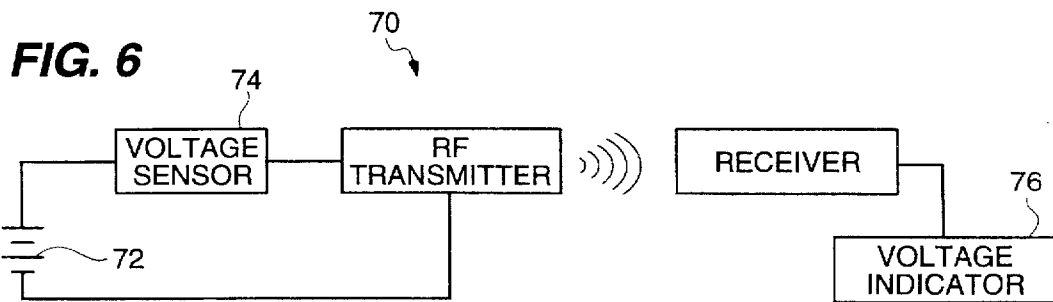 FIG. 6
70
74
VOLTAGE
SENSOR
RF
TRANSMITTER
RECEIVER
76
72
VOLTAGE
INDICATOR